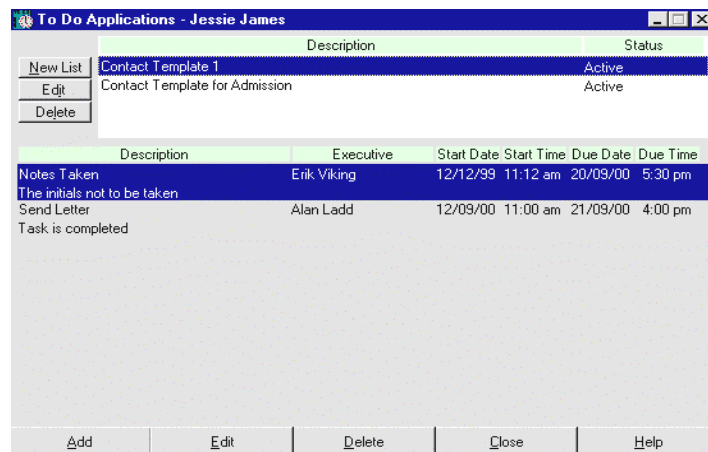 To Do Applications - Jessie James
Description Status
New List Contact Template 1 Active
Edit Contact Template for Admission Active
Delete
Description Executive Start Date Start Time Due Date Due Time
Notes Taken Erik Viking 12/12/99 11:12 am 20/09/00 5:30 pm
The initials not to be taken
Send Letter Alan Ladd 12/09/00 11:00 am 21/09/00 4:00 pm
Task is completed
Add Edit Delete Close Help